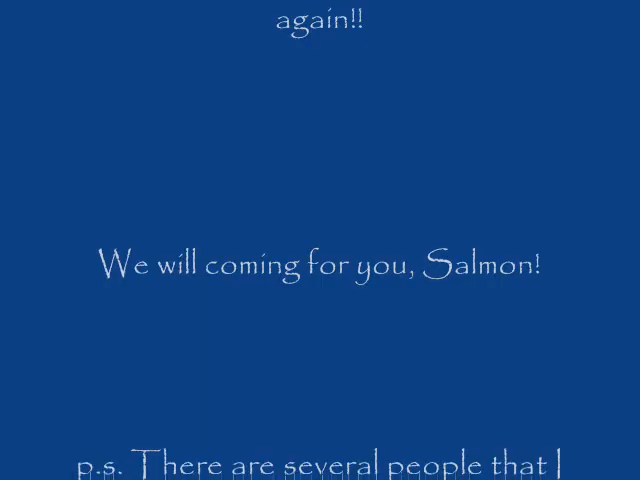 again!!
We will coming for you, Salmon!
p.s. There are several people that I